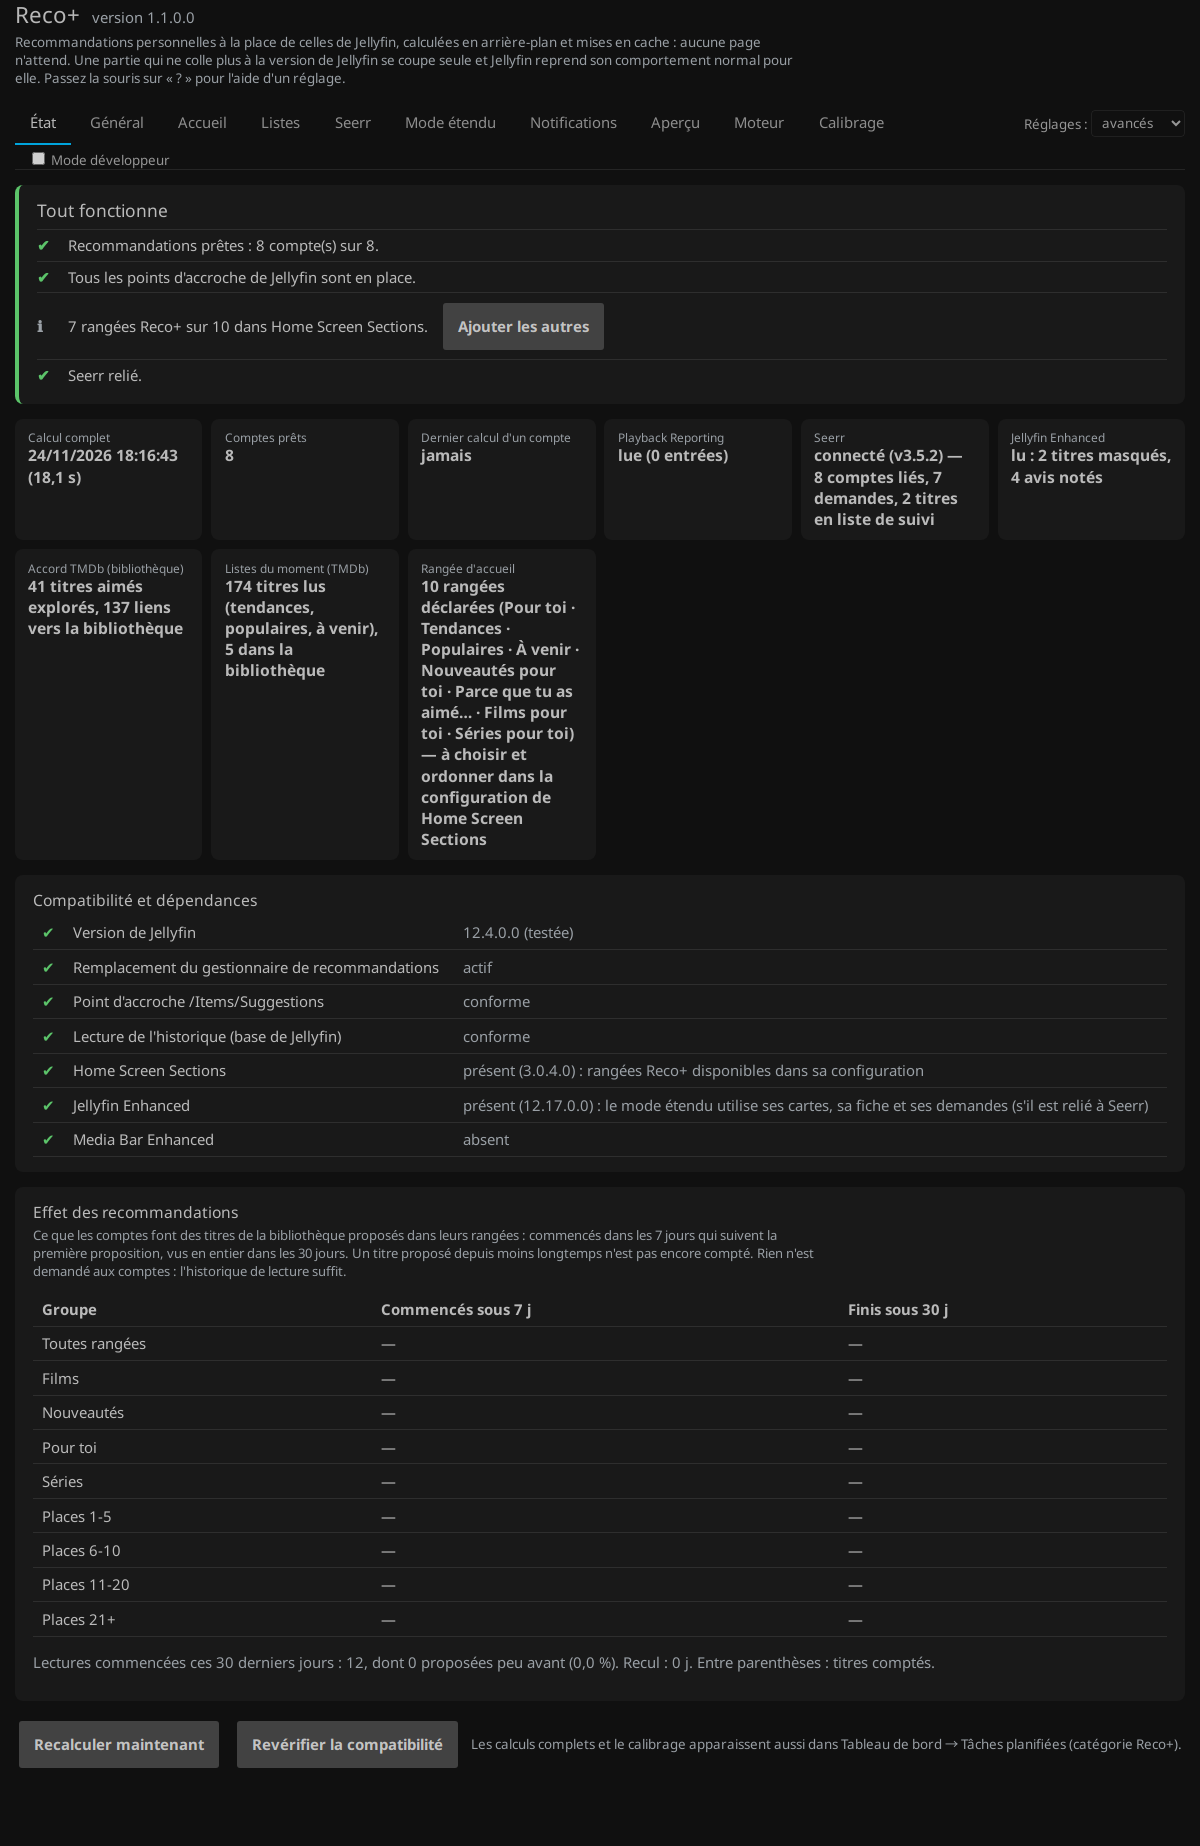 Reco+ version 1.1.0.0
Recommandations personnelles à la place de celles de Jellyfin, calculées en arrière-plan et mises en cache : aucune page
n'attend. Une partie qui ne colle plus à la version de Jellyfin se coupe seule et Jellyfin reprend son comportement normal pour
elle. Passez la souris sur « ? » pour l'aide d'un réglage.
État Général Accueil Listes Seerr Mode étendu Notifications Aperçu Moteur Calibrage Réglages : avancés
Mode développeur
Tout fonctionne
✔ Recommandations prêtes : 8 compte(s) sur 8.
✔ Tous les points d'accroche de Jellyfin sont en place.
ℹ 7 rangées Reco+ sur 10 dans Home Screen Sections. Ajouter les autres
✔ Seerr relié.
Calcul complet
24/11/2026 18:16:43
(18,1 s)
Comptes prêts
8
Dernier calcul d'un compte
jamais
Playback Reporting
lue (0 entrées)
Seerr
connecté (v3.5.2) —
8 comptes liés, 7
demandes, 2 titres
en liste de suivi
Jellyfin Enhanced
lu : 2 titres masqués,
4 avis notés
Accord TMDb (bibliothèque)
41 titres aimés
explorés, 137 liens
vers la bibliothèque
Listes du moment (TMDb)
174 titres lus
(tendances,
populaires, à venir),
5 dans la
bibliothèque
Rangée d'accueil
10 rangées
déclarées (Pour toi ·
Tendances ·
Populaires · À venir ·
Nouveautés pour
toi · Parce que tu as
aimé… · Films pour
toi · Séries pour toi)
— à choisir et
ordonner dans la
configuration de
Home Screen
Sections
Compatibilité et dépendances
✔ Version de Jellyfin 12.4.0.0 (testée)
✔ Remplacement du gestionnaire de recommandations actif
✔ Point d'accroche /Items/Suggestions conforme
✔ Lecture de l'historique (base de Jellyfin) conforme
✔ Home Screen Sections présent (3.0.4.0) : rangées Reco+ disponibles dans sa configuration
✔ Jellyfin Enhanced présent (12.17.0.0) : le mode étendu utilise ses cartes, sa fiche et ses demandes (s'il est relié à Seerr)
✔ Media Bar Enhanced absent
Effet des recommandations
Ce que les comptes font des titres de la bibliothèque proposés dans leurs rangées : commencés dans les 7 jours qui suivent la
première proposition, vus en entier dans les 30 jours. Un titre proposé depuis moins longtemps n'est pas encore compté. Rien n'est
demandé aux comptes : l'historique de lecture suffit.
Groupe Commencés sous 7 j Finis sous 30 j
Toutes rangées — —
Films — —
Nouveautés — —
Pour toi — —
Séries — —
Places 1-5 — —
Places 6-10 — —
Places 11-20 — —
Places 21+ — —
Lectures commencées ces 30 derniers jours : 12, dont 0 proposées peu avant (0,0 %). Recul : 0 j. Entre parenthèses : titres comptés.
Recalculer maintenant Revérifier la compatibilité Les calculs complets et le calibrage apparaissent aussi dans Tableau de bord → Tâches planifiées (catégorie Reco+).